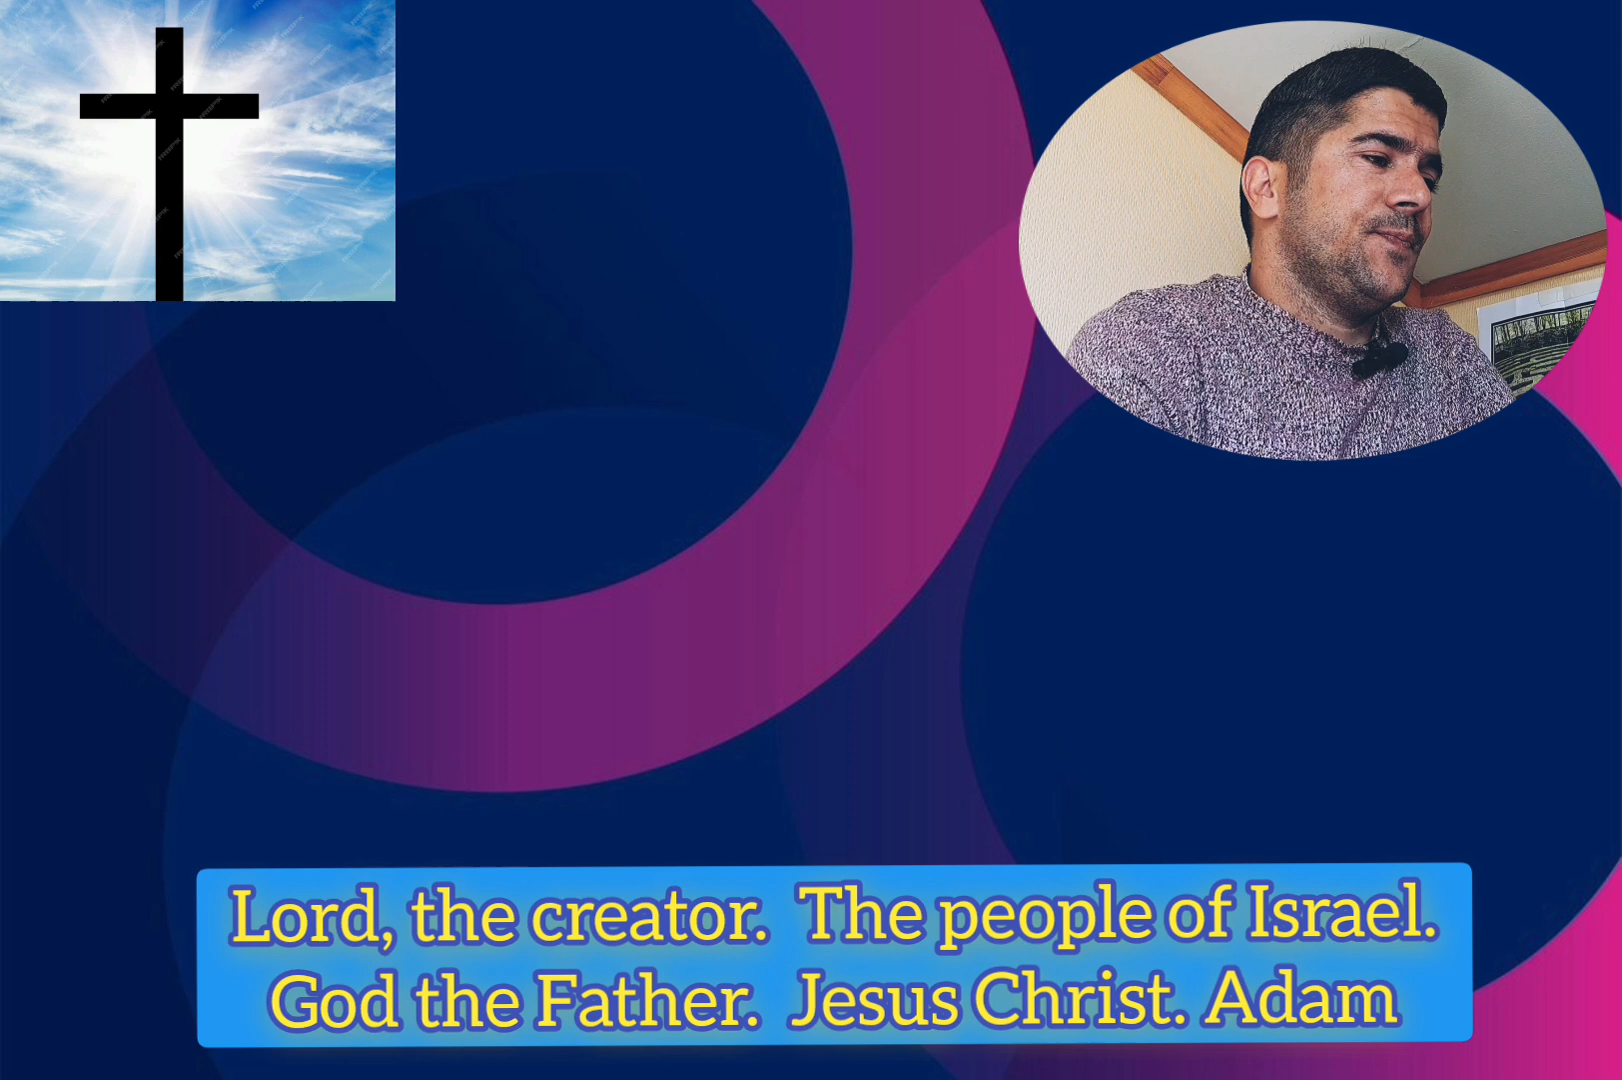 Lord, the creator. The people of Israel.
God the Father. Jesus Christ. Adam